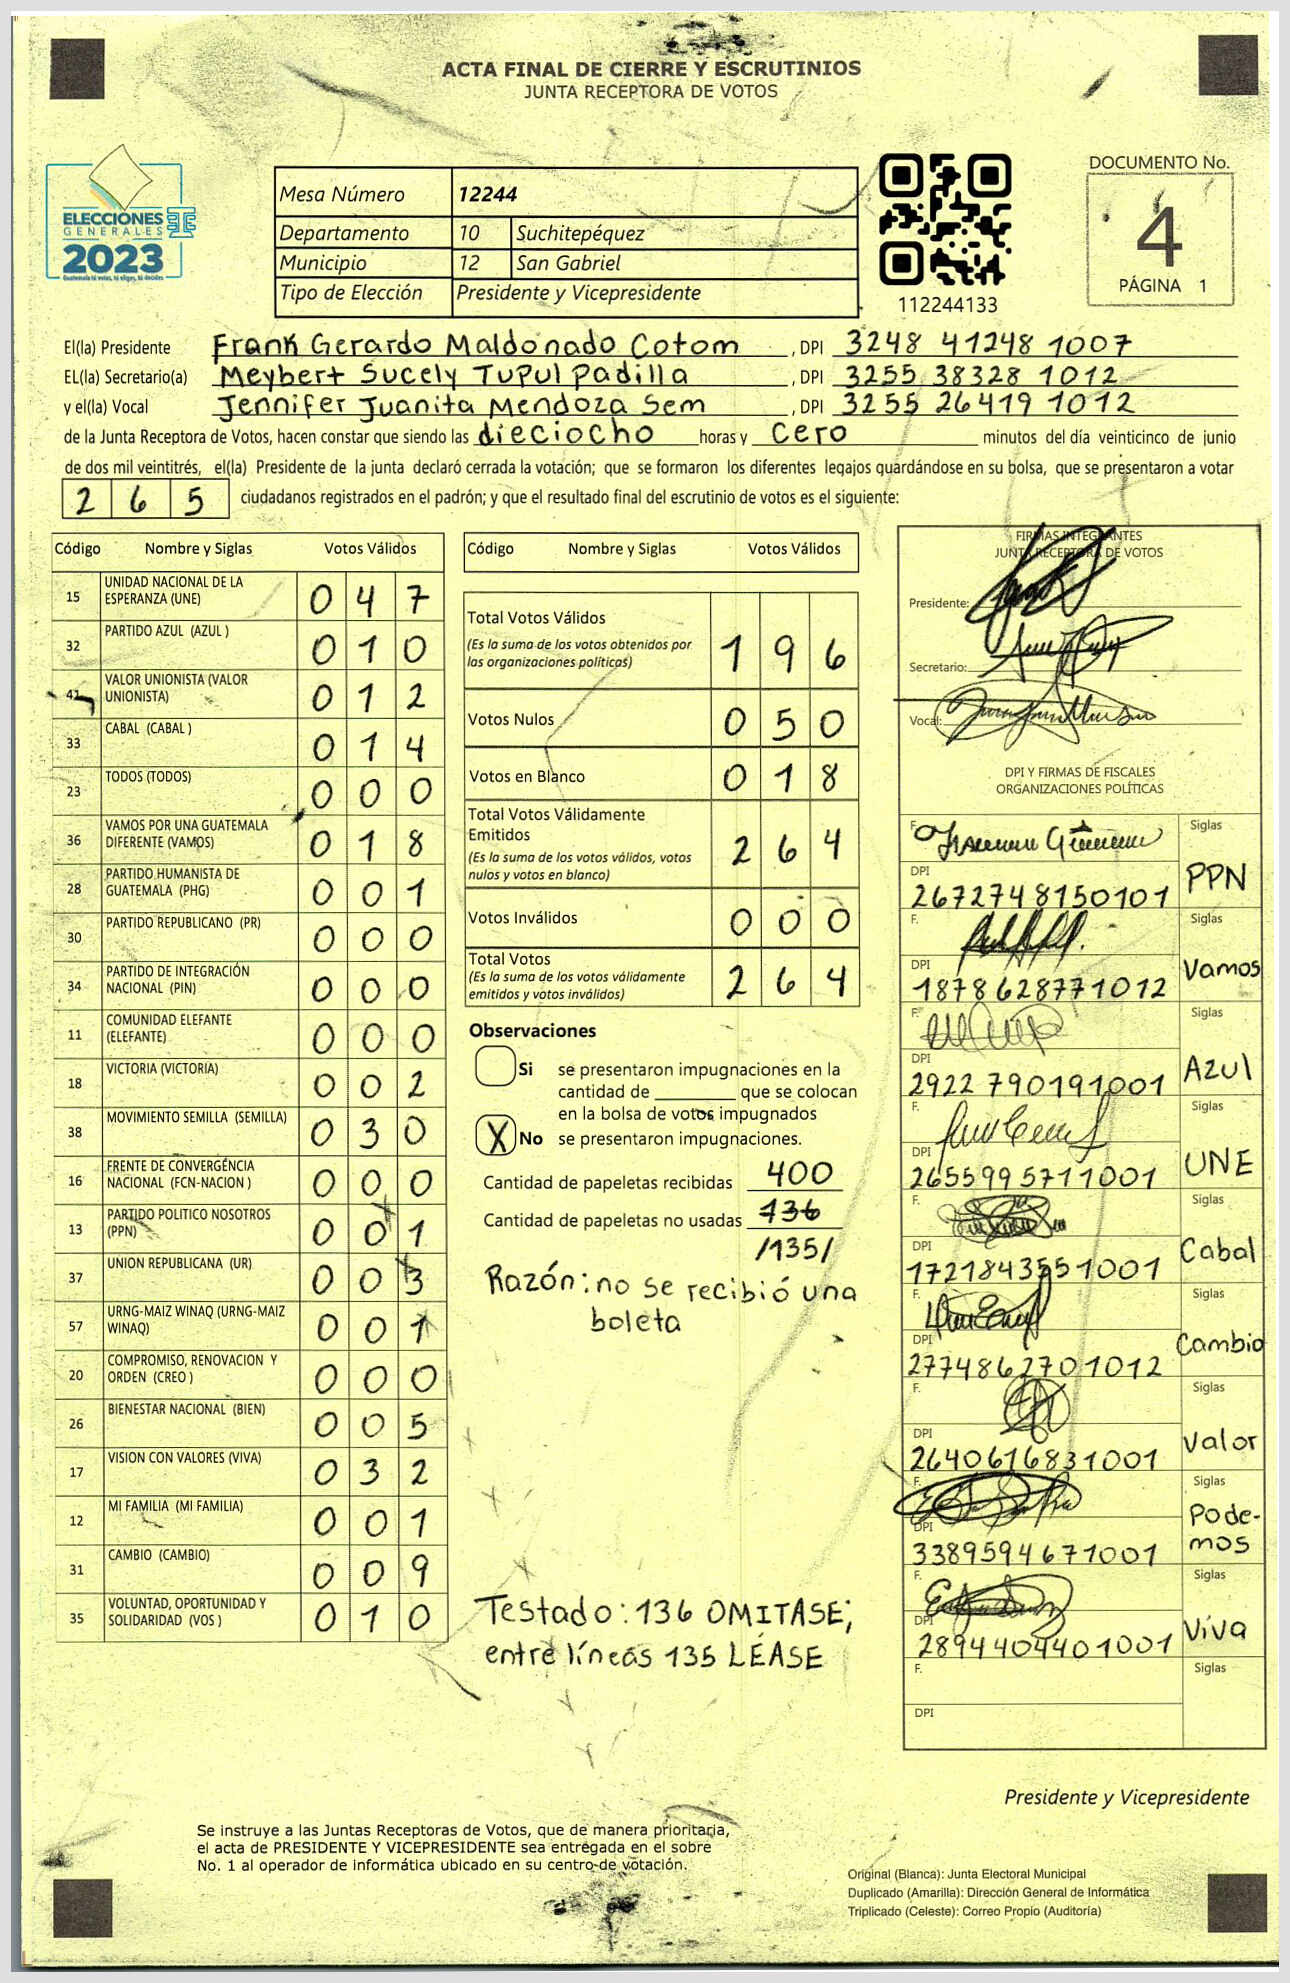 ACTA FINAL DE CIERRE Y ESCRUTINIOS
JUNTA RECEPTORA DE VOTOS
ELECCIONES
GENERALES
2023
Guatemala tú votas, tú eliges, tú decides
Mesa Número 12244
Departamento 10 Suchitepéquez
Municipio 12 San Gabriel
Tipo de Elección Presidente y Vicepresidente
112244133
DOCUMENTO No.
4
PÁGINA 1
El(la) Presidente Frank Gerardo Maldonado Cotom , DPI 3248 41248 1007
EL(la) Secretario(a) Meybert Sucely Tupul Padilla , DPI 3255 38328 1012
y el(la) Vocal Jennifer Juanita Mendoza Sem , DPI 3255 26419 1012
de la Junta Receptora de Votos, hacen constar que siendo las dieciocho horas y cero minutos del día veinticinco de junio
de dos mil veintitrés, el(la) Presidente de la junta declaró cerrada la votación; que se formaron los diferentes legajos guardándose en su bolsa, que se presentaron a votar
2 6 5 ciudadanos registrados en el padrón; y que el resultado final del escrutinio de votos es el siguiente:
Código Nombre y Siglas Votos Válidos
15 UNIDAD NACIONAL DE LA ESPERANZA (UNE) 0 4 7
32 PARTIDO AZUL (AZUL ) 0 1 0
41 VALOR UNIONISTA (VALOR UNIONISTA) 0 1 2
33 CABAL (CABAL ) 0 1 4
23 TODOS (TODOS) 0 0 0
36 VAMOS POR UNA GUATEMALA DIFERENTE (VAMOS) 0 1 8
28 PARTIDO HUMANISTA DE GUATEMALA (PHG) 0 0 1
30 PARTIDO REPUBLICANO (PR) 0 0 0
34 PARTIDO DE INTEGRACIÓN NACIONAL (PIN) 0 0 0
11 COMUNIDAD ELEFANTE (ELEFANTE) 0 0 0
18 VICTORIA (VICTORIA) 0 0 2
38 MOVIMIENTO SEMILLA (SEMILLA) 0 3 0
16 FRENTE DE CONVERGENCIA NACIONAL (FCN-NACION ) 0 0 0
13 PARTIDO POLITICO NOSOTROS (PPN) 0 0 1
37 UNION REPUBLICANA (UR) 0 0 3
57 URNG-MAIZ WINAQ (URNG-MAIZ WINAQ) 0 0 1
20 COMPROMISO, RENOVACION Y ORDEN (CREO ) 0 0 0
26 BIENESTAR NACIONAL (BIEN) 0 0 5
17 VISION CON VALORES (VIVA) 0 3 2
12 MI FAMILIA (MI FAMILIA) 0 0 1
31 CAMBIO (CAMBIO) 0 0 9
35 VOLUNTAD, OPORTUNIDAD Y SOLIDARIDAD (VOS ) 0 1 0
Código Nombre y Siglas Votos Válidos
Total Votos Válidos 1 9 6
(Es la suma de los votos obtenidos por
las organizaciones políticas)
Votos Nulos 0 5 0
Votos en Blanco 0 1 8
Total Votos Válidamente
Emitidos 2 6 4
(Es la suma de los votos válidos, votos
nulos y votos en blanco)
Votos Inválidos 0 0 0
Total Votos 2 6 4
(Es la suma de los votos válidamente
emitidos y votos inválidos)
Observaciones
Si se presentaron impugnaciones en la
cantidad de ________ que se colocan
en la bolsa de votos impugnados
X No se presentaron impugnaciones.
Cantidad de papeletas recibidas 400
Cantidad de papeletas no usadas 136
/135/
Razón: no se recibió una
boleta
Testado: 136 OMITASE;
entre líneas 135 LÉASE
FIRMAS INTEGRANTES
JUNTA RECEPTORA DE VOTOS
Presidente:
Secretario:
Vocal:
DPI Y FIRMAS DE FISCALES
ORGANIZACIONES POLÍTICAS
F. Siglas
DPI 2672748150101 PPN
F. Siglas
DPI 1878628771012 Vamos
F. Siglas
DPI 2922 790191001 Azul
F. Siglas
DPI 2655995711001 UNE
F. Siglas
DPI 1721843551001 Cabal
F. Siglas
DPI 2774862701012 Cambio
F. Siglas
DPI 2640616831001 Valor
F. Siglas
DPI 3389594671001 Pode-
mos
F. Siglas
DPI 2894404401001 Viva
F. Siglas
DPI
Presidente y Vicepresidente
Se instruye a las Juntas Receptoras de Votos, que de manera prioritaria,
el acta de PRESIDENTE Y VICEPRESIDENTE sea entregada en el sobre
No. 1 al operador de informática ubicado en su centro de votación.
Original (Blanca): Junta Electoral Municipal
Duplicado (Amarilla): Dirección General de Informática
Triplicado (Celeste): Correo Propio (Auditoría)